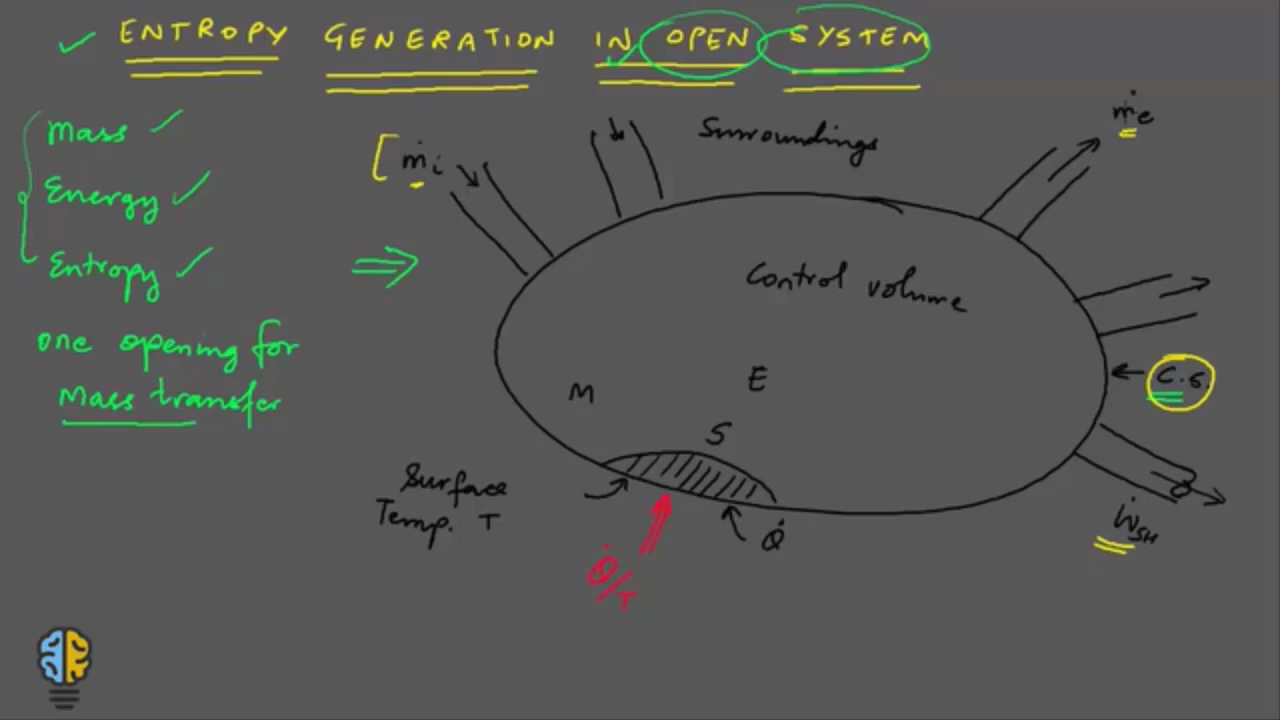 ENTROPY GENERATION IN OPEN SYSTEM
Mass
Energy
Entropy
one opening for
Mass transfer
ṁi
Surroundings
ṁe
Control volume
C.S.
M
E
S
Surface
Temp. T
Q̇
Q̇/T
ẆSH